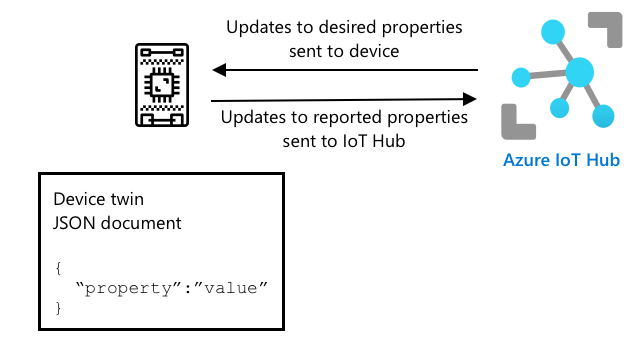 Updates to desired properties
sent to device
Updates to reported properties
sent to IoT Hub
Azure IoT Hub
Device twin
JSON document
{
“property”:”value”
}